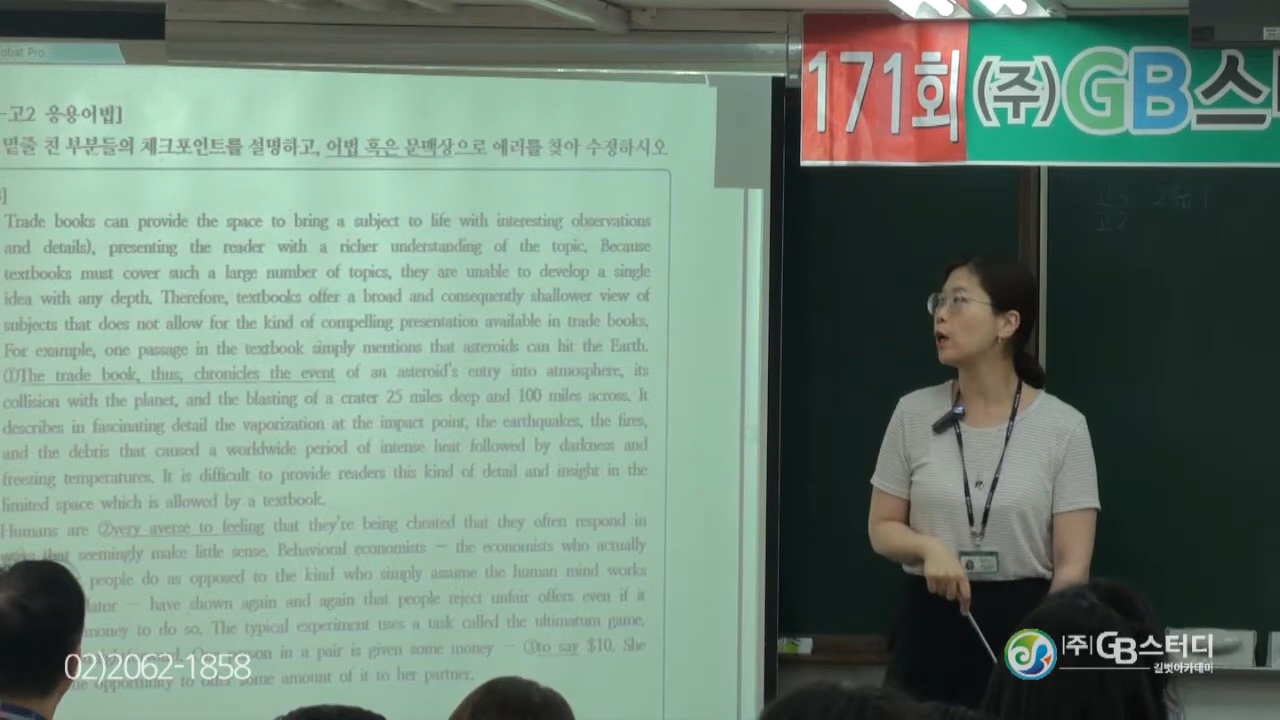 obat Pro
171회 (주)GB스터
-고2 응용어법]
밑줄 친 부분들의 체크포인트를 설명하고, 어법 혹은 문맥상으로 에러를 찾아 수정하시오
Trade books can provide the space to bring a subject to life with interesting observations
and details), presenting the reader with a richer understanding of the topic. Because
textbooks must cover such a large number of topics, they are unable to develop a single
idea with any depth. Therefore, textbooks offer a broad and consequently shallower view of
subjects that does not allow for the kind of compelling presentation available in trade books.
For example, one passage in the textbook simply mentions that asteroids can hit the Earth.
①The trade book, thus, chronicles the event of an asteroid's entry into atmosphere, its
collision with the planet, and the blasting of a crater 25 miles deep and 100 miles across. It
describes in fascinating detail the vaporization at the impact point, the earthquakes, the fires,
and the debris that caused a worldwide period of intense heat followed by darkness and
freezing temperatures. It is difficult to provide readers this kind of detail and insight in the
limited space which is allowed by a textbook.
Humans are ②very averse to feeling that they're being cheated that they often respond in
ways that seemingly make little sense. Behavioral economists — the economists who actually
people do as opposed to the kind who simply assume the human mind works
lator — have shown again and again that people reject unfair offers even if it
money to do so. The typical experiment uses a task called the ultimatum game.
person in a pair is given some money — ③to say $10. She
opportunity to offer some amount of it to her partner.
02)2062-1858
(주)GB스터디
길벗아카데미